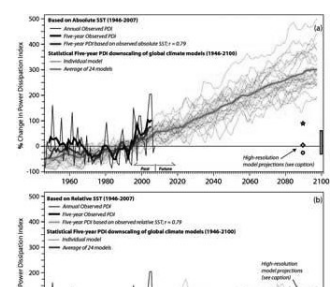 500
(a)
Based on Absolute SST (1946-2007)
Annual Observed PDI
Five-year Observed PDI
Five-year PDI based on observed absolute SST; r = 0.79
400
Statistical Five-year PDI downscaling of global climate models (1946-2100)
Individual model
Average of 24 models
300
200
100
0
-100
% Change in Power Dissipation Index
Past
Future
High-resolution
model projections (see caption)
1960 1980 2000 2020 2040 2060 2080 2100
500
(b)
Based on Relative SST (1946-2007)
Annual Observed PDI
Five-year Observed PDI
Five-year PDI based on observed relative SST; r = 0.79
400
Statistical Five-year PDI downscaling of global climate models (1946-2100)
Individual model
Average of 24 models
300
200
Power Dissipation Index
High-resolution
model projections
(see caption)